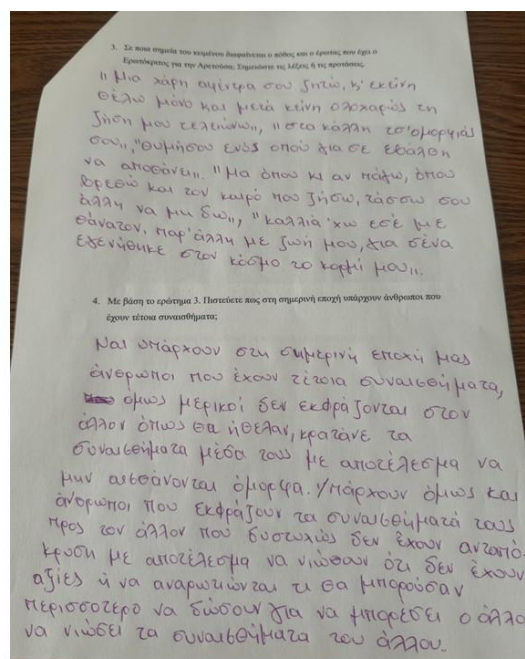 3. Σε ποια σημεία του κειμένου διαφαίνεται ο πόθος και ο έρωτας που έχει ο
Ερωτόκριτος για την Αρετούσα; Σημειώστε τις λέξεις ή τις προτάσεις.
"Μια χάρη αφέντρα σου ζητώ, κι' εκείνη
θέλω μόνο και μετά κείνη ολοχαρώς τη
ζήση μου τελειώνω", "στα κάλλη τσ' ομορφιάς
σου", "θυμήσου ενός οπού για σε εβάλθη
να αποθάνει". "Μα όπου κι αν πάγω, όπου
βρεθώ και τον καιρό που ζήσω, τάσσω σου
άλλη να μη δω", "καλλιά 'χω εσέ με
θάνατον, παρ' άλλη με ζωή μου, για σένα
εγενήθηκε στον κόσμο το κορμί μου".
4. Με βάση το ερώτημα 3. Πιστεύετε πως στη σημερινή εποχή υπάρχουν άνθρωποι που
έχουν τέτοια συναισθήματα;
Ναι υπάρχουν στη σημερινή εποχή μας
άνθρωποι που έχουν τέτοια συναισθήματα,
όμως μερικοί δεν εκφράζονται στον
άλλον όπως θα ήθελαν, κρατάνε τα
συναισθήματα μέσα τους με αποτέλεσμα να
μην αισθάνονται όμορφα. Υπάρχουν όμως και
άνθρωποι που εκφράζουν τα συναισθήματά τους
προς τον άλλον που δυστυχώς δεν έχουν ανταπό-
κρυση με αποτέλεσμα να νιώθουν ότι δεν έχουν
αξίες ή να αναρωτιώνται τι θα μπορούσαν
περισσότερο να δώσουν για να μπορέσει ο άλλο
να νιώσει τα συναισθήματα του άλλου.